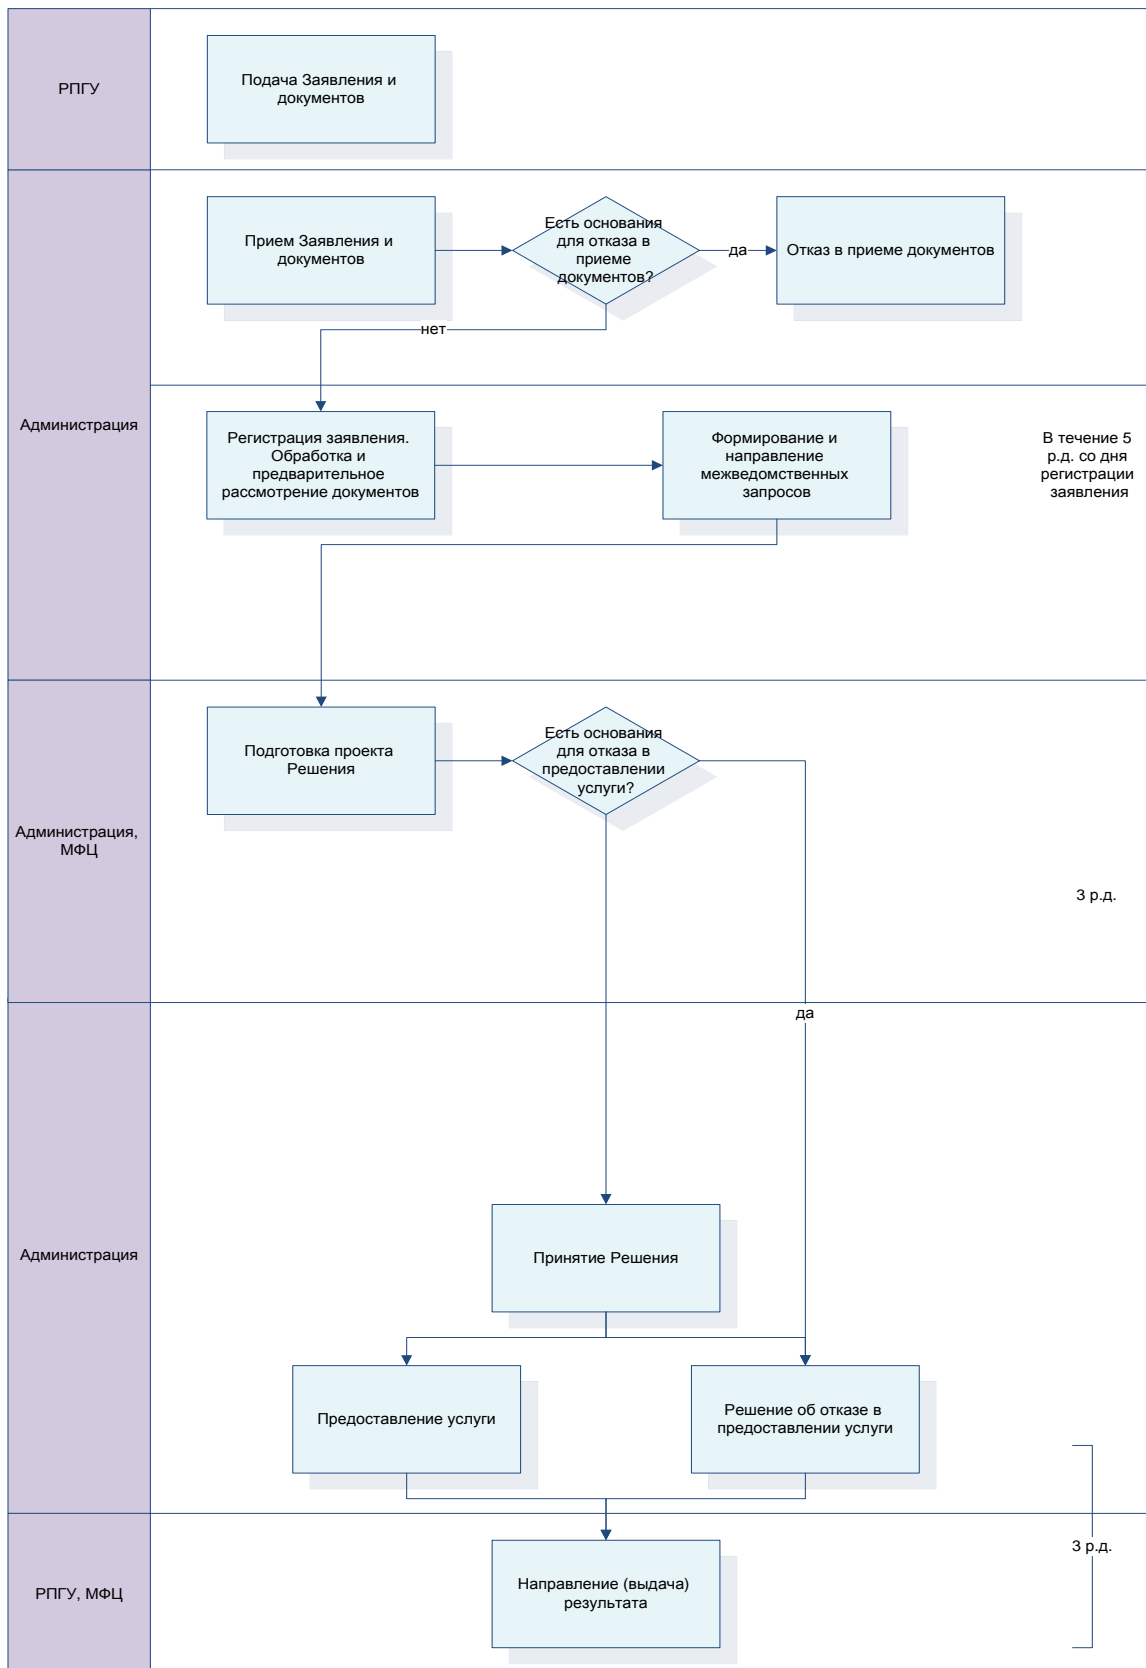 РПГУ
Подача Заявления и
документов
Администрация
Прием Заявления и
документов
Есть основания
для отказа в
приеме
документов?
да
Отказ в приеме документов
нет
Регистрация заявления.
Обработка и
предварительное
рассмотрение документов
Формирование и
направление
межведомственных
запросов
В течение 5
р.д. со дня
регистрации
заявления
Администрация,
МФЦ
Подготовка проекта
Решения
Есть основания
для отказа в
предоставлении
услуги?
3 р.д.
да
Администрация
Принятие Решения
Предоставление услуги
Решение об отказе в
предоставлении услуги
3 р.д.
РПГУ, МФЦ
Направление (выдача)
результата